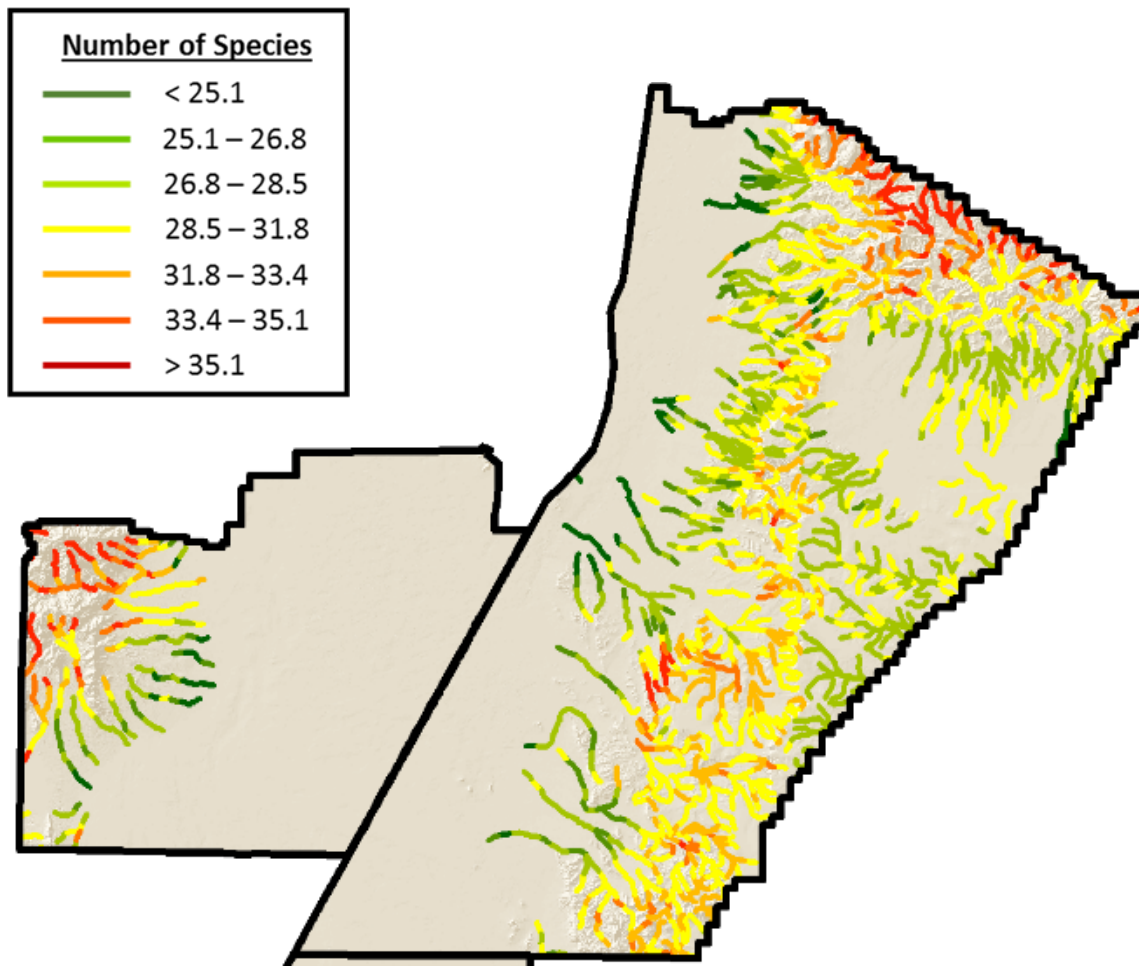 Number of Species
< 25.1
25.1 – 26.8
26.8 – 28.5
28.5 – 31.8
31.8 – 33.4
33.4 – 35.1
> 35.1